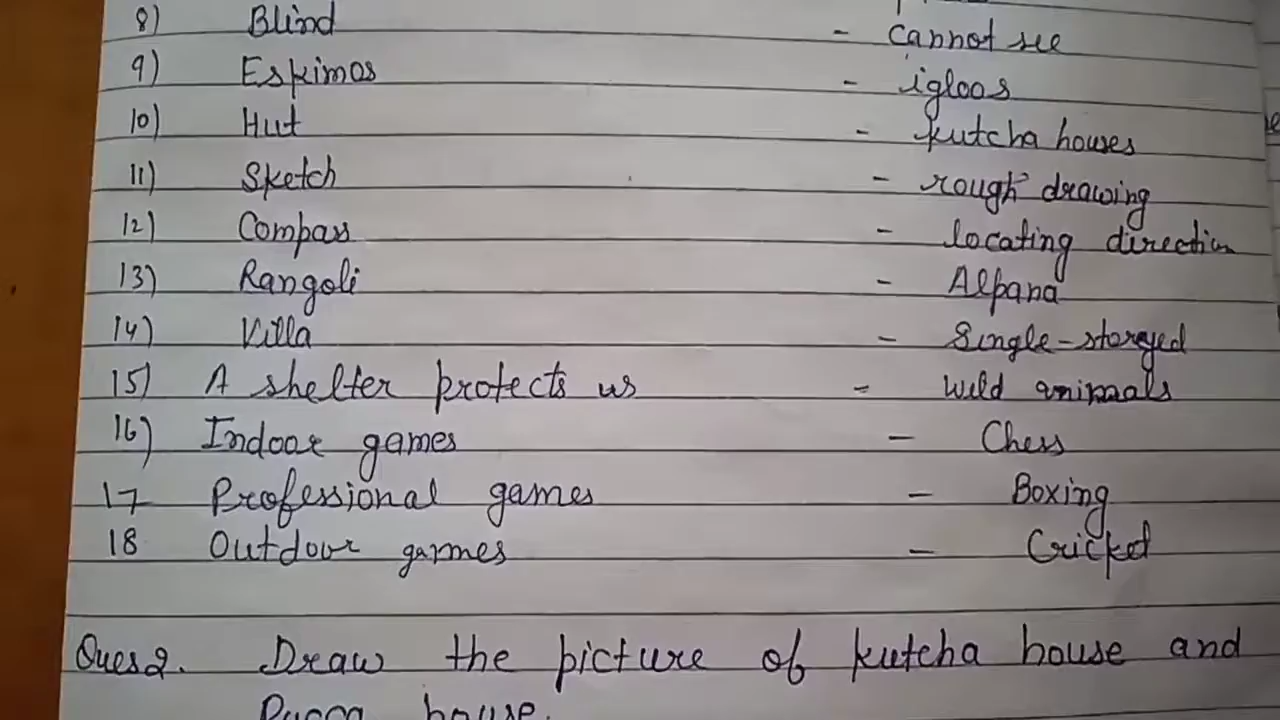 8) Blind - cannot see
9) Eskimos - igloos
10) Hut - kutcha houses
11) Sketch - rough drawing
12) Compass - locating direction
13) Rangoli - Alpana
14) Villa - Single-storeyed
15) A shelter protects us - wild animals
16) Indoor games - Chess
17 Professional games - Boxing
18 Outdoor games - Cricket
Ques2. Draw the picture of kutcha house and
Pucca house.